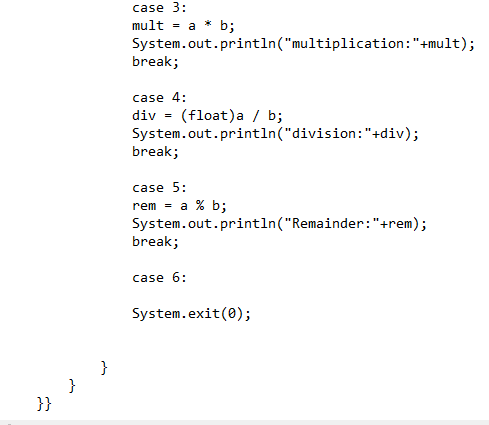 case 3:
mult = a * b;
System.out.println("multiplication:"+mult);
break;
case 4:
div = (float)a / b;
System.out.println("division:"+div);
break;
case 5:
rem = a % b;
System.out.println("Remainder:"+rem);
break;
case 6:
System.exit(0);
}
}
}}